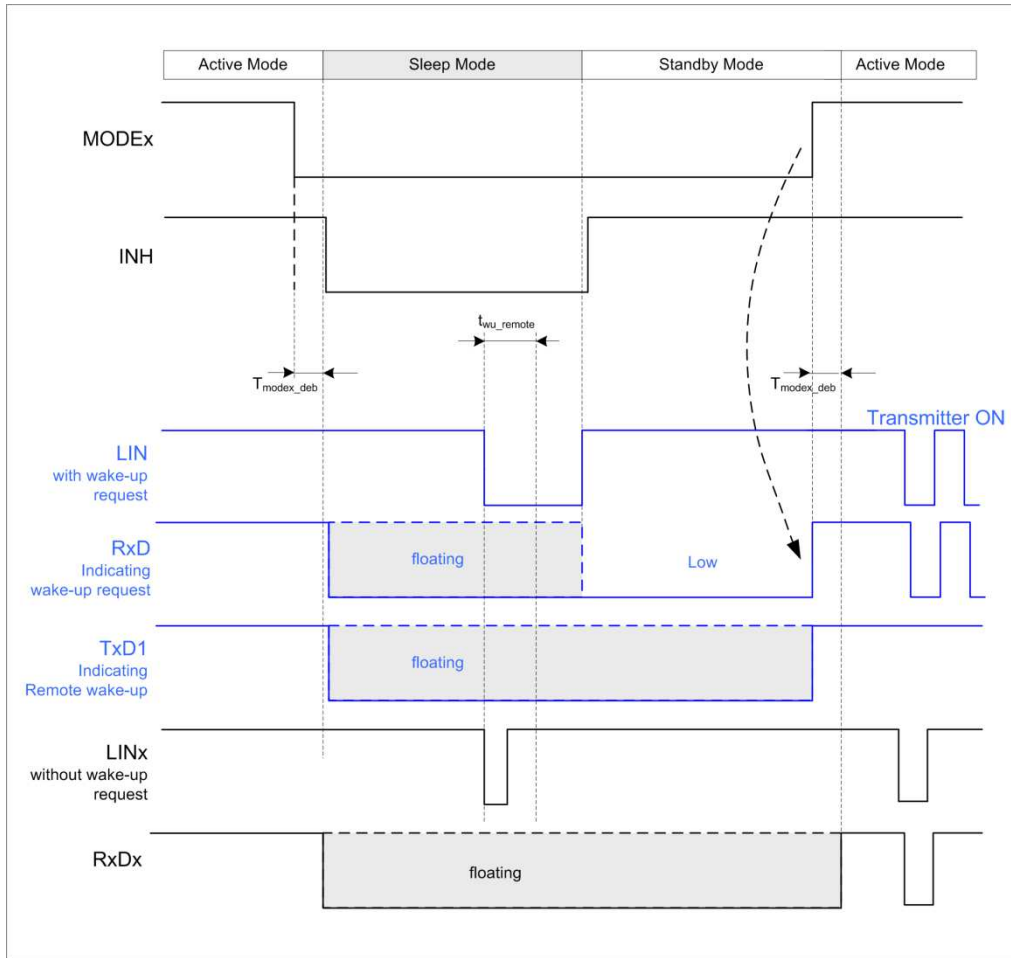 Active Mode Sleep Mode Standby Mode Active Mode
MODEx
INH
twu_remote
Tmodex_deb Tmodex_deb
Transmitter ON
LIN
with wake-up
request
RxD
Indicating
wake-up request
floating
Low
TxD1
Indicating
Remote wake-up
floating
LINx
without wake-up
request
RxDx
floating